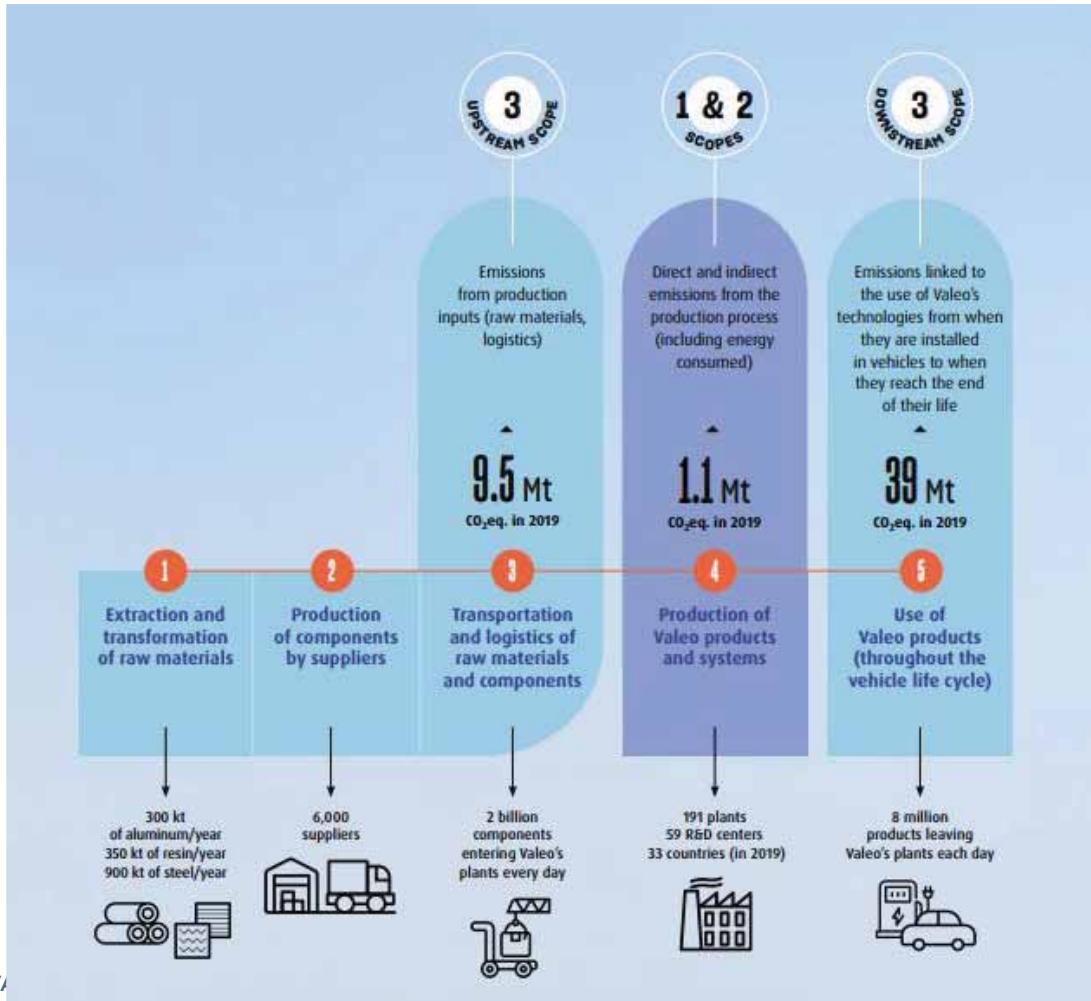 3
UPSTREAM SCOPE
1 & 2
SCOPES
3
DOWNSTREAM SCOPE
Emissions
from production
inputs (raw materials,
logistics)
Direct and indirect
emissions from the
production process
(including energy
consumed)
Emissions linked to
the use of Valeo's
technologies from when
they are installed
in vehicles to when
they reach the end
of their life
9.5 Mt
CO₂eq. in 2019
1.1 Mt
CO₂eq. in 2019
39 Mt
CO₂eq. in 2019
1
Extraction and
transformation
of raw materials
2
Production
of components
by suppliers
3
Transportation
and logistics of
raw materials
and components
4
Production of
Valeo products
and systems
5
Use of
Valeo products
(throughout the
vehicle life cycle)
300 kt
of aluminum/year
350 kt of resin/year
900 kt of steel/year
6,000
suppliers
2 billion
components
entering Valeo's
plants every day
191 plants
59 R&D centers
33 countries (in 2019)
8 million
products leaving
Valeo's plants each day